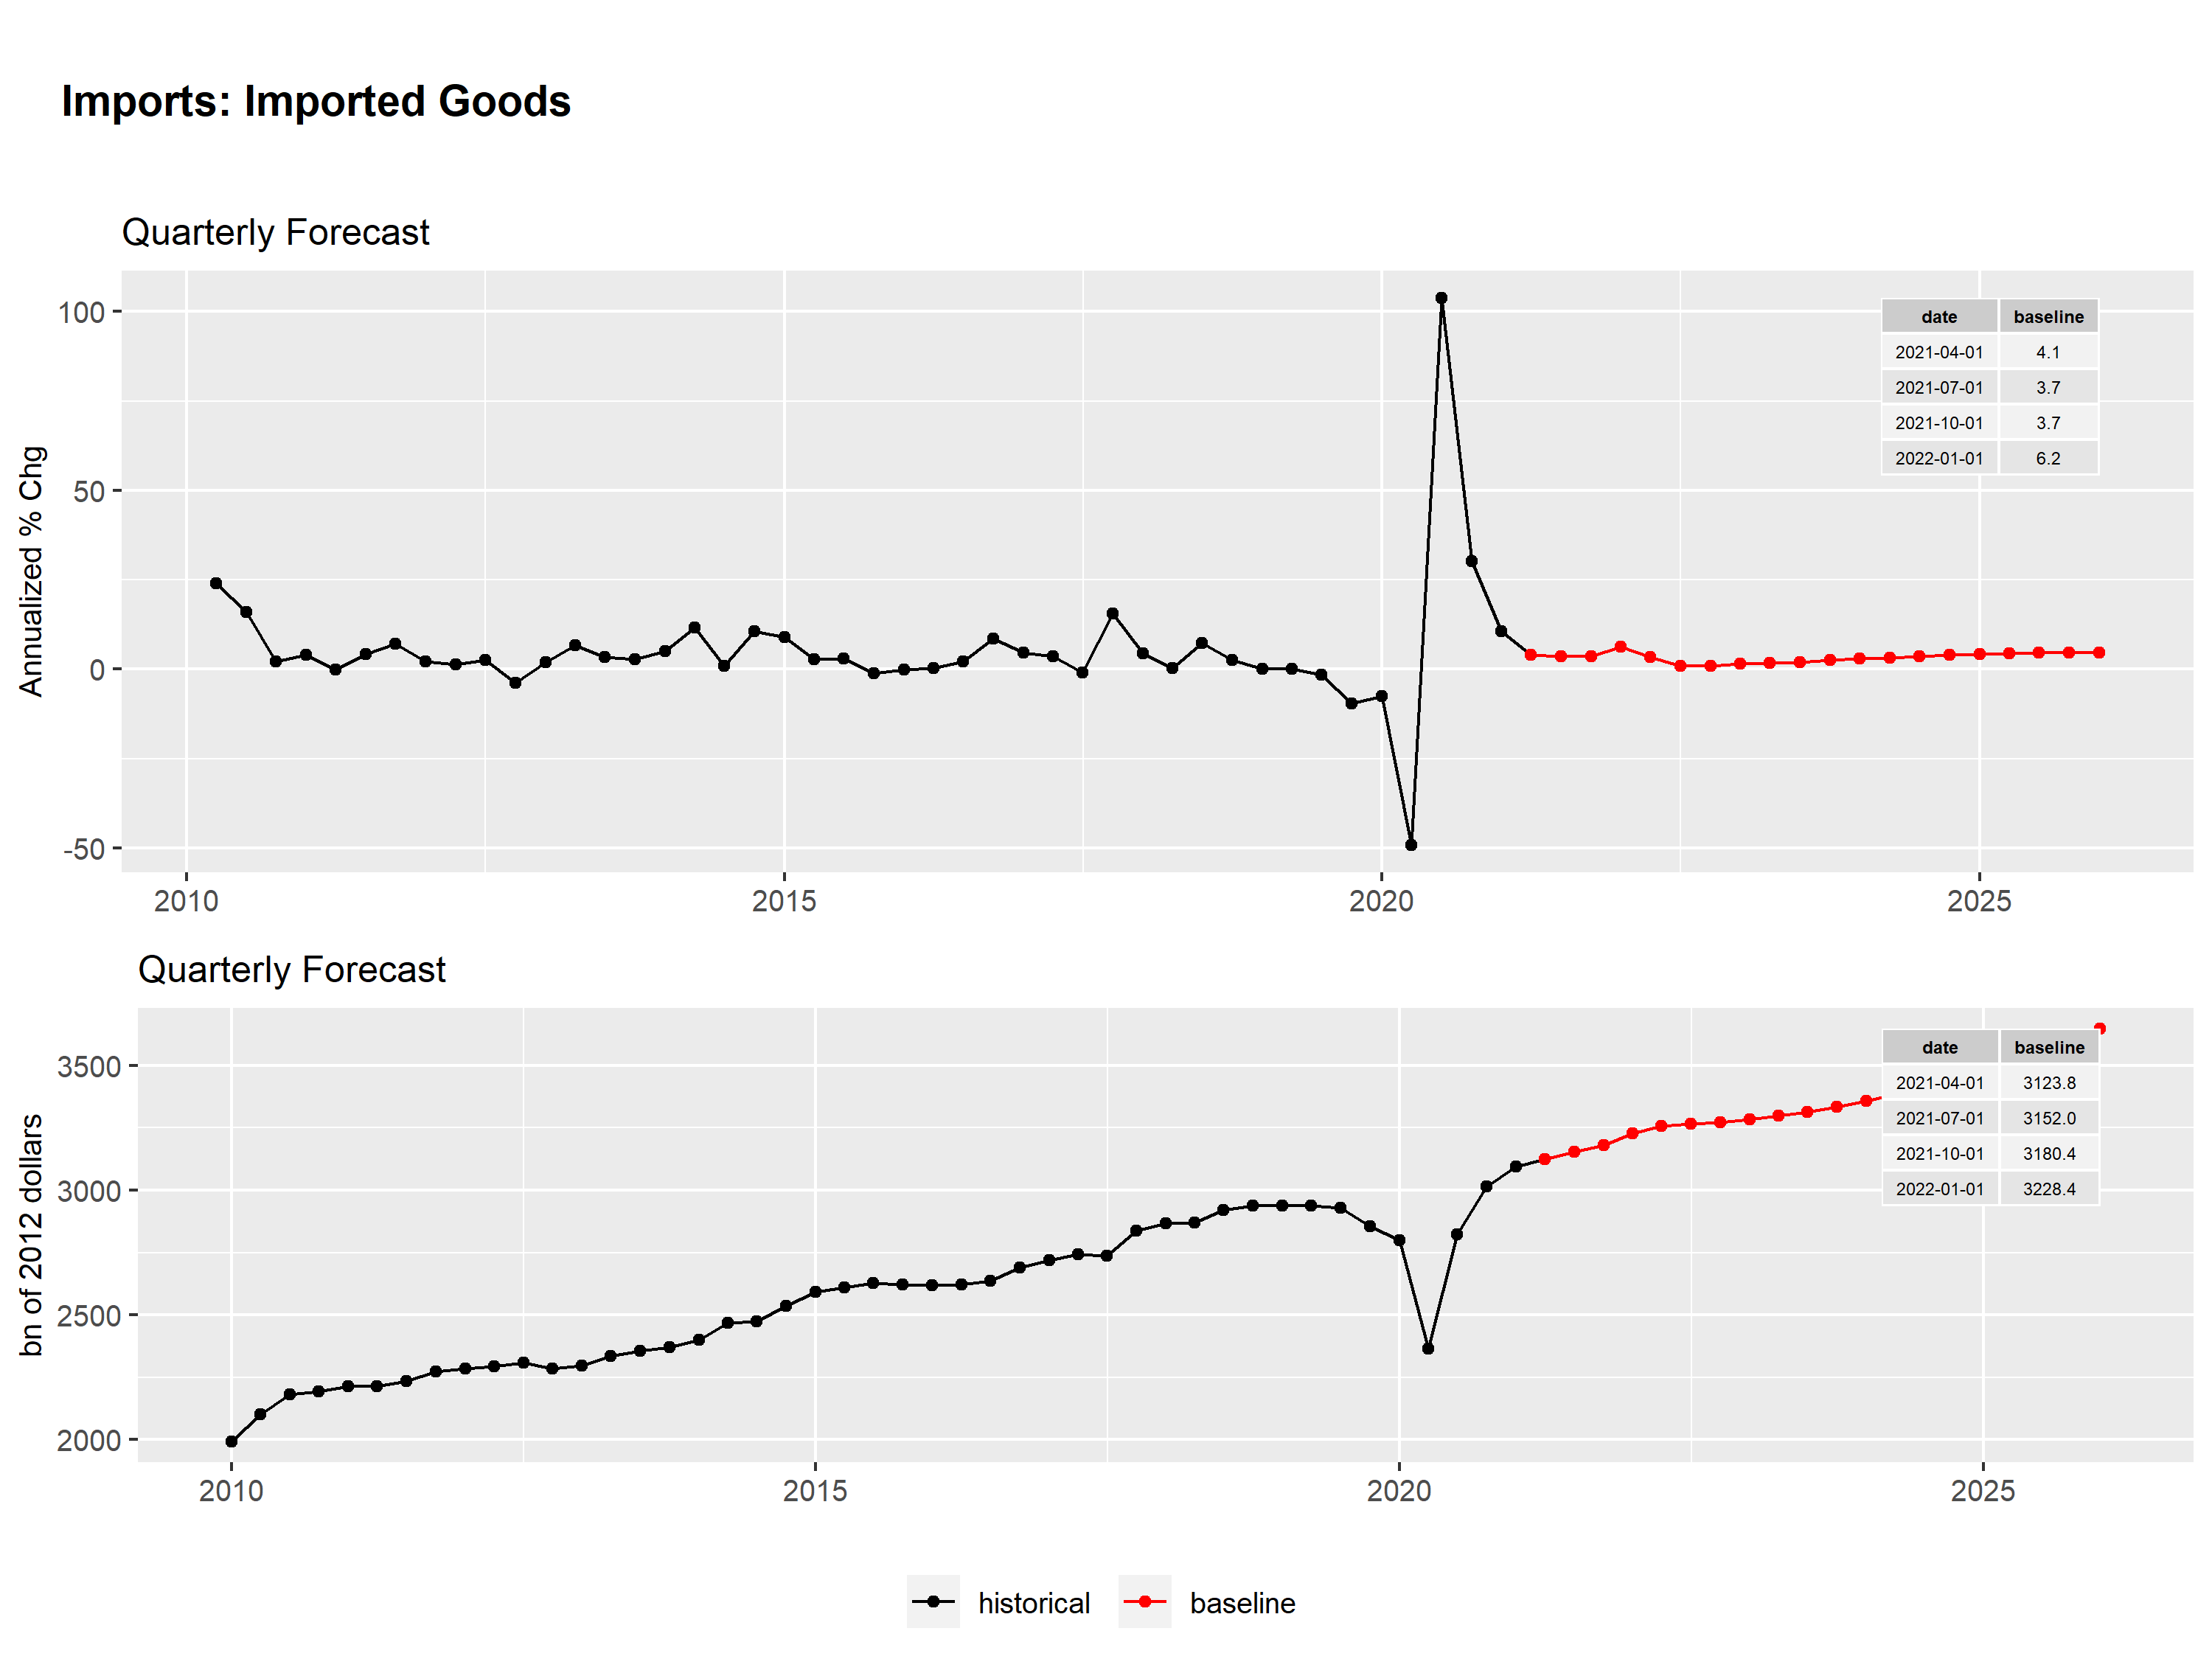 Imports: Imported Goods
Quarterly Forecast
Annualized % Chg
100
50
0
-50
date baseline
2021-04-01 4.1
2021-07-01 3.7
2021-10-01 3.7
2022-01-01 6.2
2010 2015 2020 2025
Quarterly Forecast
bn of 2012 dollars
3500
3000
2500
2000
date baseline
2021-04-01 3123.8
2021-07-01 3152.0
2021-10-01 3180.4
2022-01-01 3228.4
2010 2015 2020 2025
historical baseline